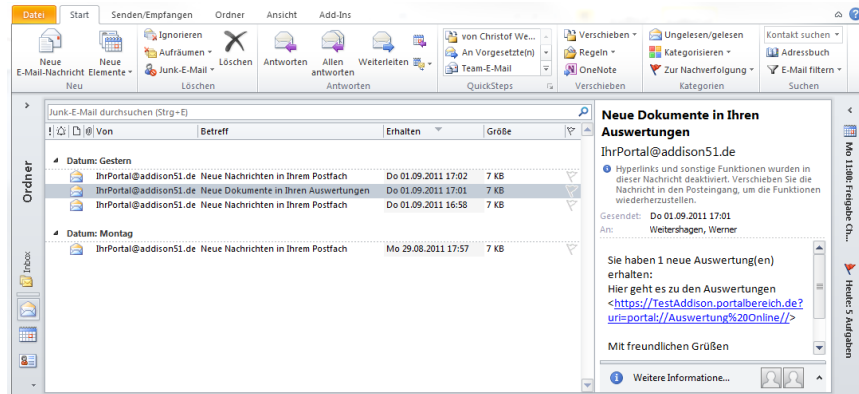 Datei Start Senden/Empfangen Ordner Ansicht Add-Ins
Neue E-Mail-Nachricht
Neue Elemente
Neu
Ignorieren
Aufräumen
Junk-E-Mail
Löschen
Löschen
Antworten
Allen antworten
Weiterleiten
Antworten
von Christof We...
An Vorgesetzte(n)
Team-E-Mail
QuickSteps
Verschieben
Regeln
OneNote
Verschieben
Ungelesen/gelesen
Kategorisieren
Zur Nachverfolgung
Kategorien
Kontakt suchen
Adressbuch
E-Mail filtern
Suchen
Ordner
Inbox
Junk-E-Mail durchsuchen (Strg+E)
! Von Betreff Erhalten Größe
Datum: Gestern
IhrPortal@addison51.de Neue Nachrichten in Ihrem Postfach Do 01.09.2011 17:02 7 KB
IhrPortal@addison51.de Neue Dokumente in Ihren Auswertungen Do 01.09.2011 17:01 7 KB
IhrPortal@addison51.de Neue Nachrichten in Ihrem Postfach Do 01.09.2011 16:58 7 KB
Datum: Montag
IhrPortal@addison51.de Neue Nachrichten in Ihrem Postfach Mo 29.08.2011 17:57 7 KB
Neue Dokumente in Ihren
Auswertungen
IhrPortal@addison51.de
Hyperlinks und sonstige Funktionen wurden in
dieser Nachricht deaktiviert. Verschieben Sie die
Nachricht in den Posteingang, um die Funktionen
wiederherzustellen.
Gesendet: Do 01.09.2011 17:01
An: Weitershagen, Werner
Sie haben 1 neue Auswertung(en)
erhalten:
Hier geht es zu den Auswertungen
<https://TestAddison.portalbereich.de?
uri=portal://Auswertung%20Online//>
Mit freundlichen Grüßen
Weitere Informatione...
Mo 11:00: Freigabe Ch...
Heute: 5 Aufgaben